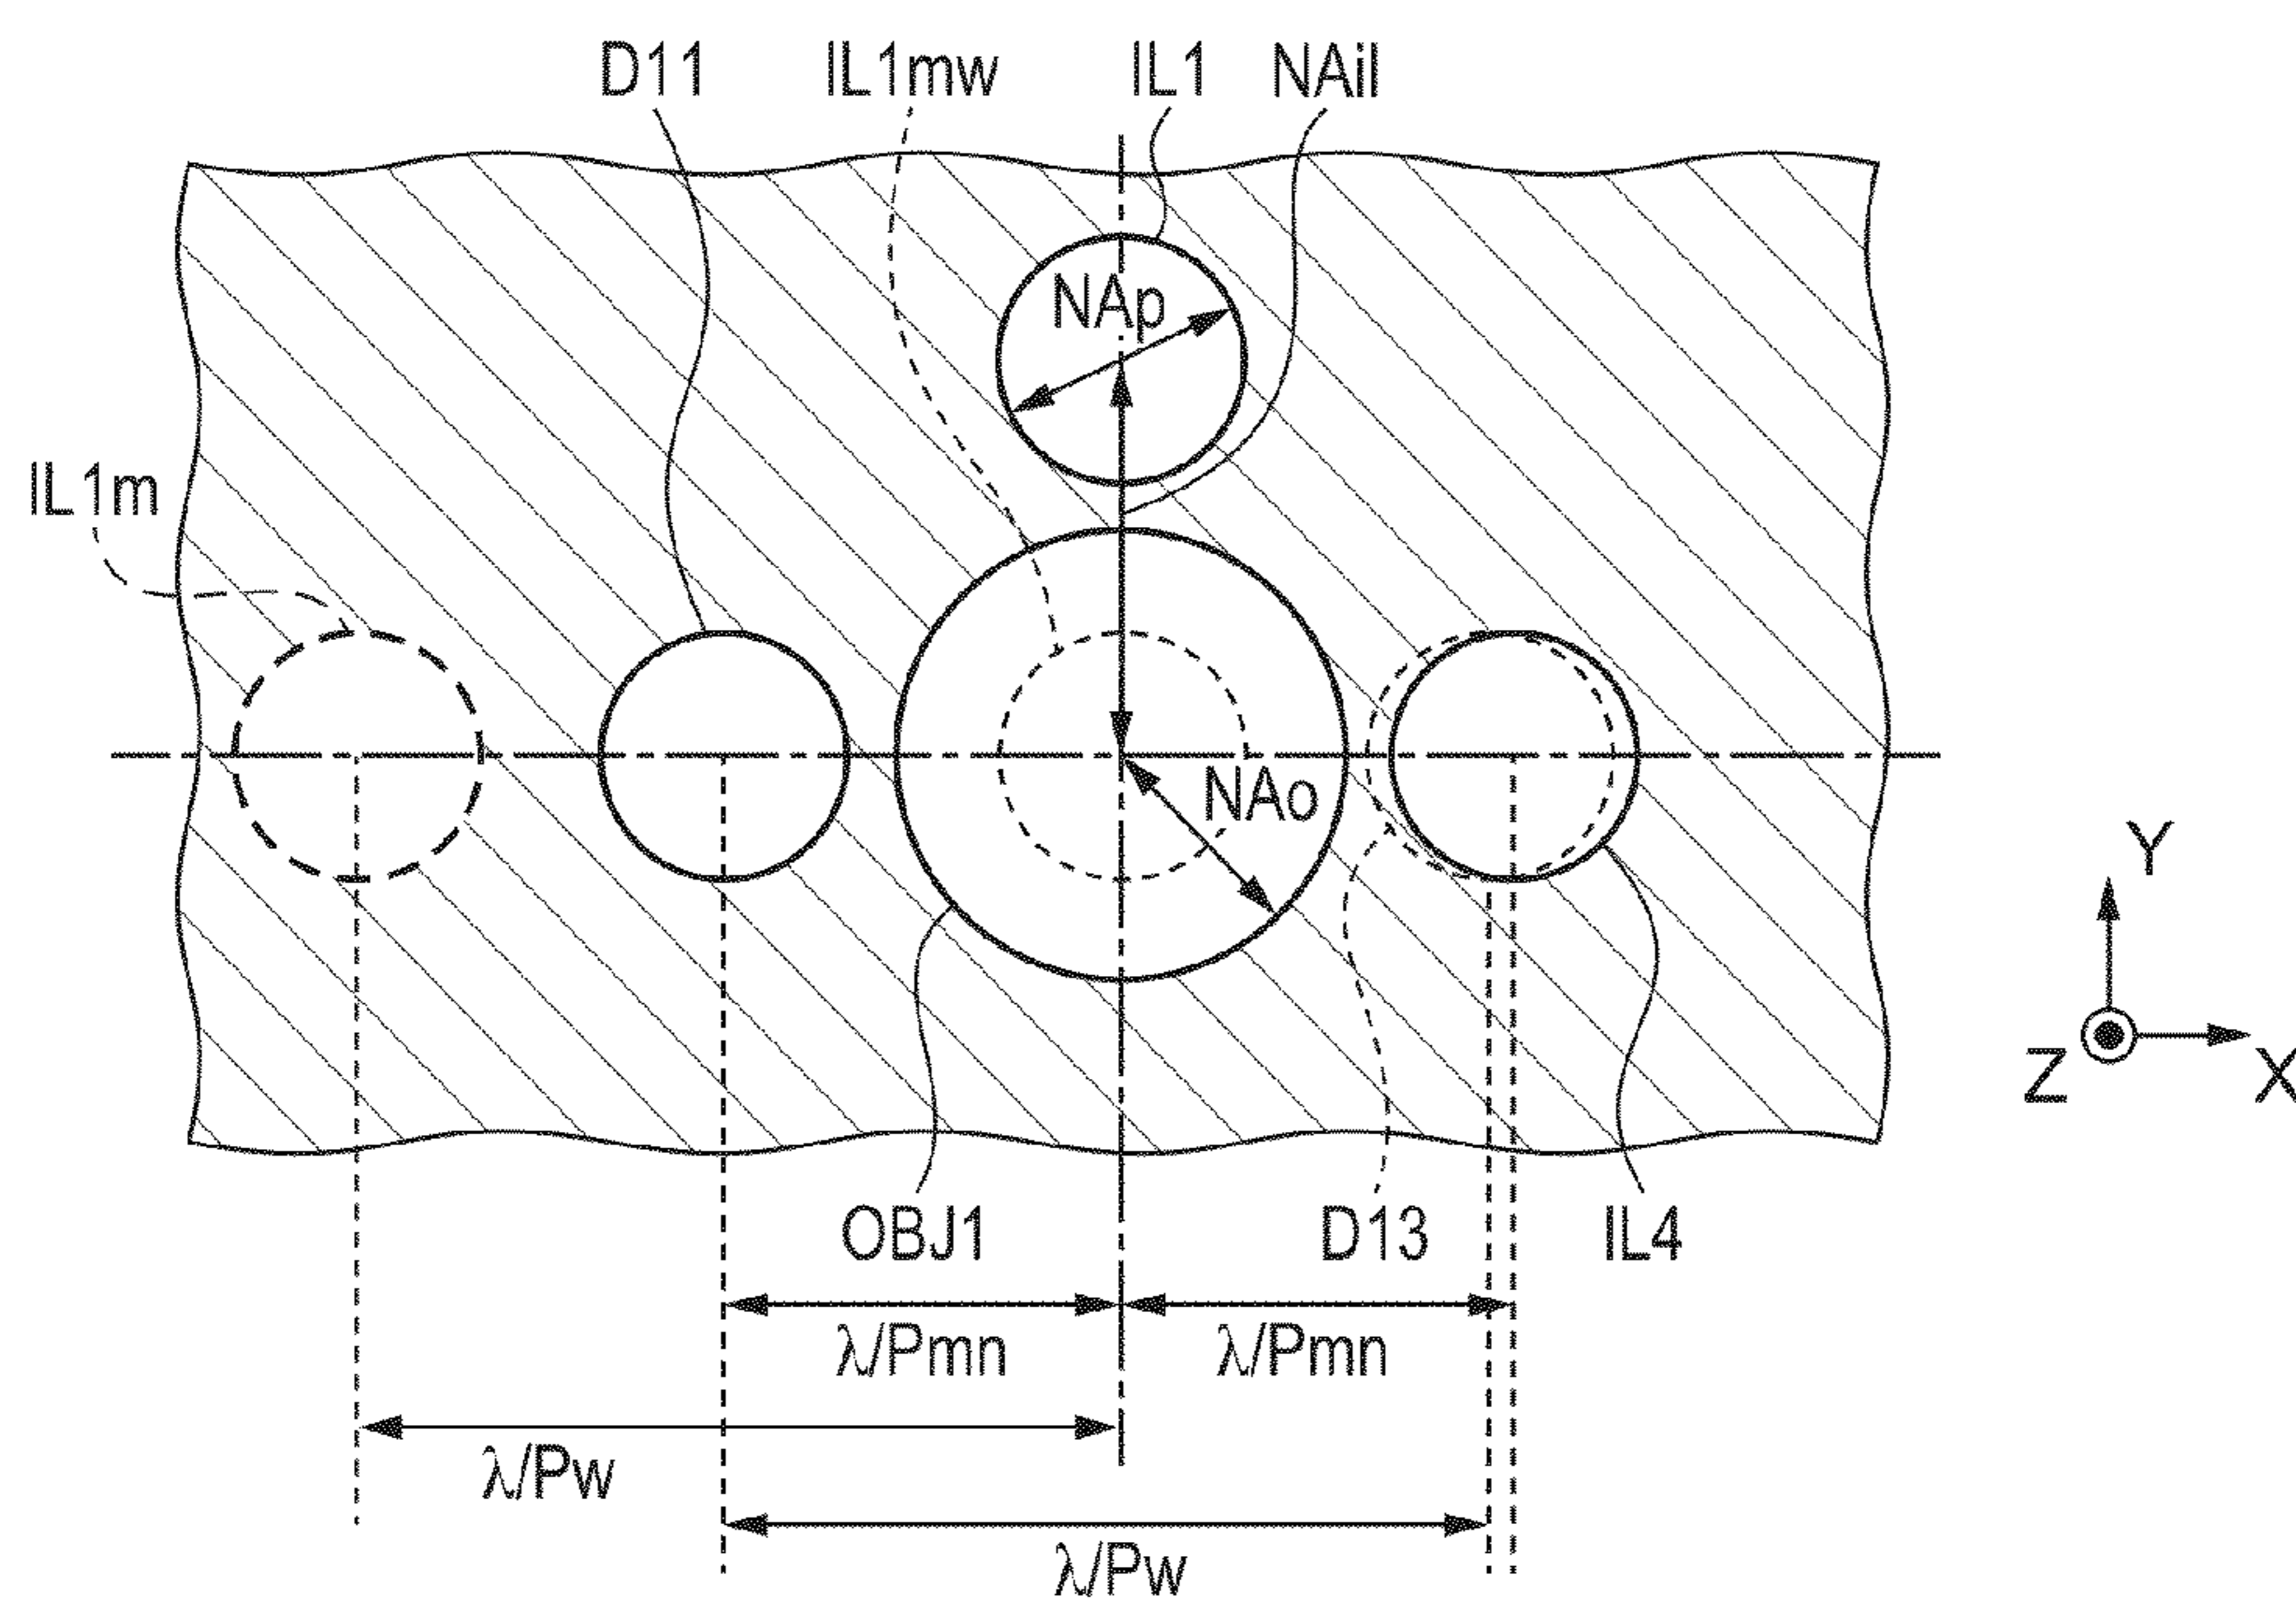 D11 IL1mw IL1 NAil
NAp
IL1m
NAo
Y
Z X
OBJ1 D13 IL4
λ/Pmn λ/Pmn
λ/Pw
λ/Pw